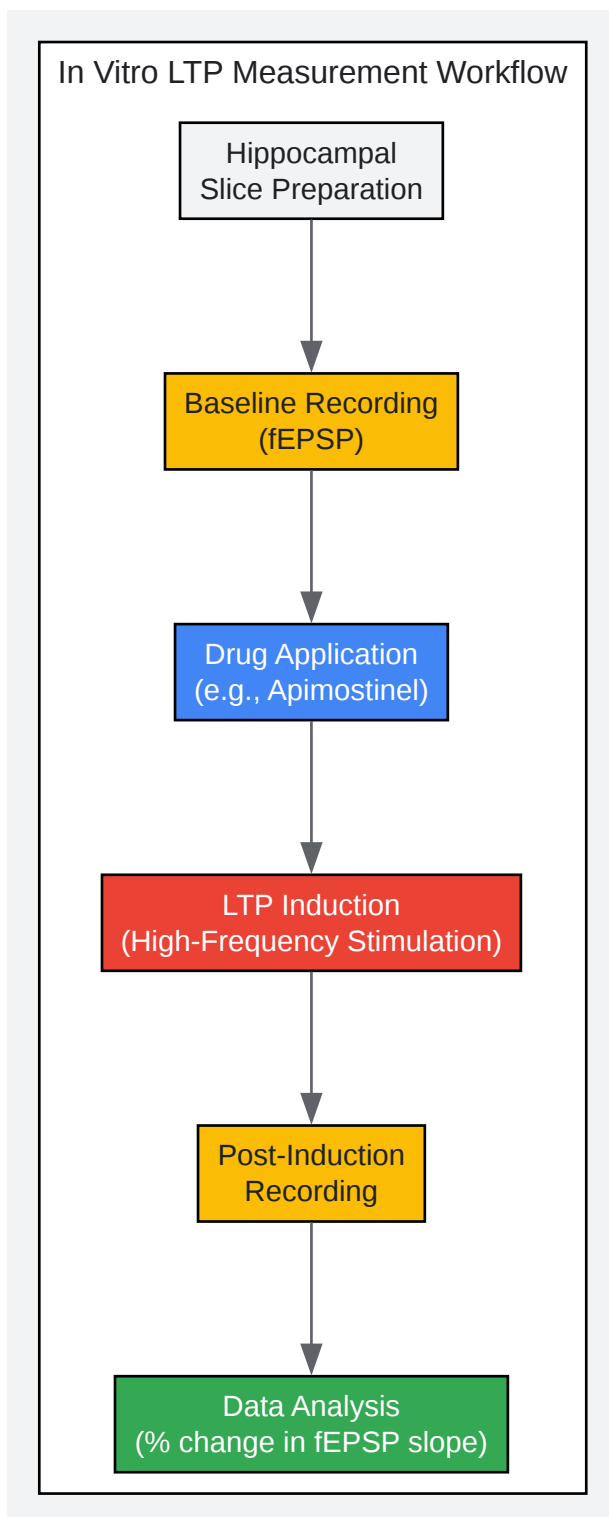 In Vitro LTP Measurement Workflow
Hippocampal
Slice Preparation
Baseline Recording
(fEPSP)
Drug Application
(e.g., Apimostinel)
LTP Induction
(High-Frequency Stimulation)
Post-Induction
Recording
Data Analysis
(% change in fEPSP slope)